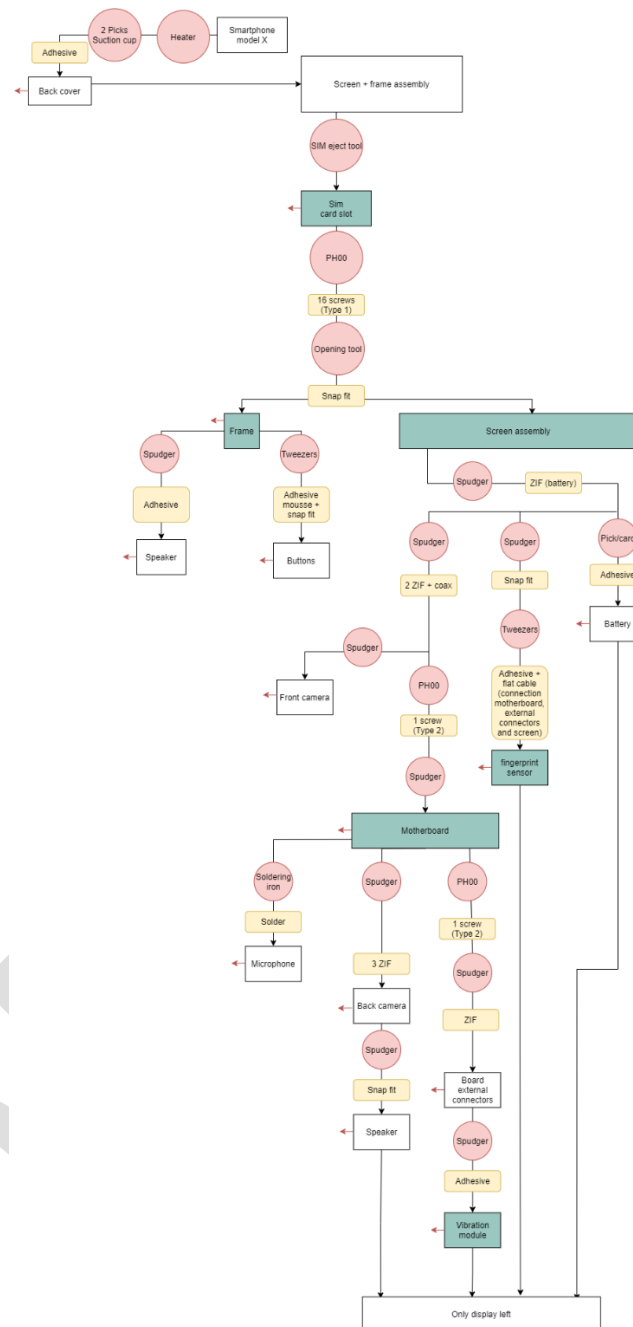 2 Picks
Suction cup
Heater
Smartphone
model X
Adhesive
Back cover
Screen + frame assembly
SIM eject tool
Sim
card slot
PH00
16 screws
(Type 1)
Opening tool
Snap fit
Frame
Screen assembly
Spudger
Tweezers
Spudger
ZIF (battery)
Adhesive
Adhesive
mousse +
snap fit
Speaker
Buttons
Spudger
Spudger
Pick/card
2 ZIF + coax
Snap fit
Adhesive
Battery
Tweezers
Spudger
Front camera
PH00
1 screw
(Type 2)
Adhesive +
flat cable
(connection
motherboard,
external
connectors
and screen)
Spudger
fingerprint
sensor
Motherboard
Soldering
iron
Spudger
PH00
Solder
1 screw
(Type 2)
Microphone
3 ZIF
Spudger
Back camera
ZIF
Spudger
Board
external
connectors
Snap fit
Speaker
Spudger
Adhesive
Vibration
module
Only display left